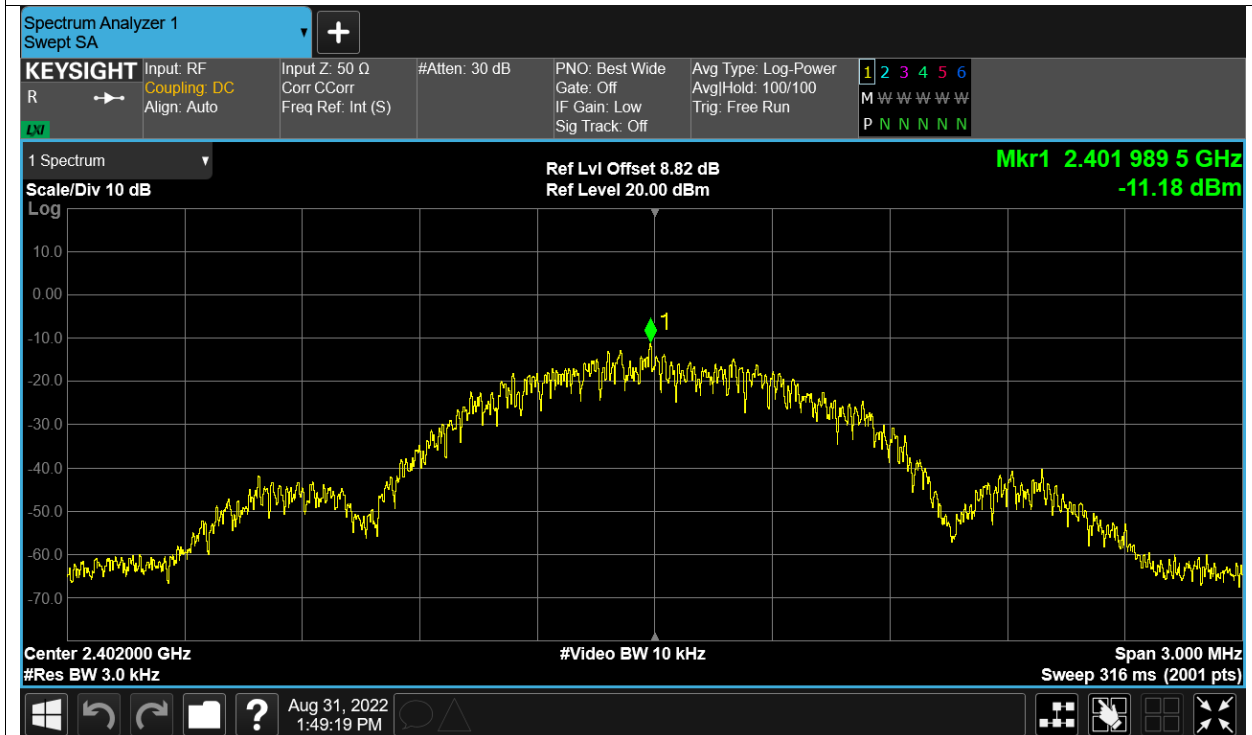 Spectrum Analyzer 1
Swept SA
KEYSIGHT
R
LXI
Input: RF
Coupling: DC
Align: Auto
Input Z: 50 Ω
Corr CCorr
Freq Ref: Int (S)
#Atten: 30 dB
PNO: Best Wide
Gate: Off
IF Gain: Low
Sig Track: Off
Avg Type: Log-Power
Avg|Hold: 100/100
Trig: Free Run
1 2 3 4 5 6
M W W W W W
P N N N N N N
1 Spectrum
Scale/Div 10 dB
Log
Ref Lvl Offset 8.82 dB
Ref Level 20.00 dBm
Mkr1 2.401 989 5 GHz
-11.18 dBm
10.0
0.00
-10.0
-20.0
-30.0
-40.0
-50.0
-60.0
-70.0
1
Center 2.402000 GHz
#Res BW 3.0 kHz
#Video BW 10 kHz
Span 3.000 MHz
Sweep 316 ms (2001 pts)
?
Aug 31, 2022
1:49:19 PM